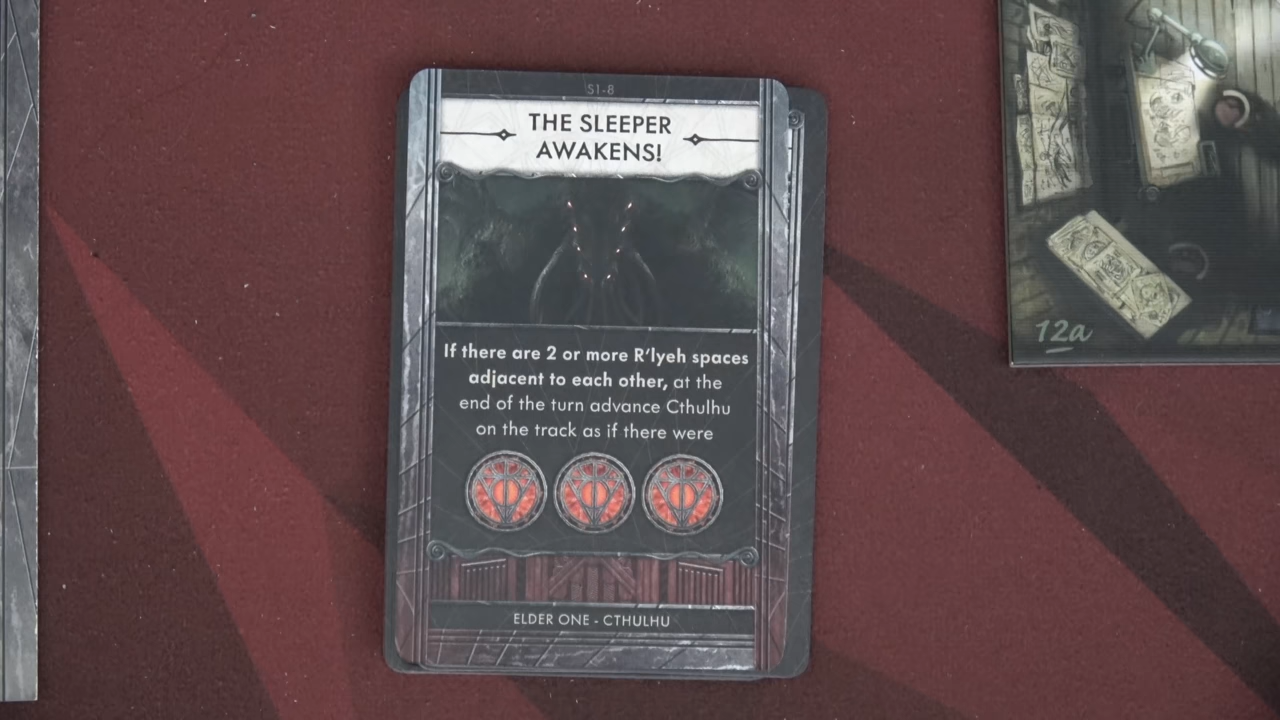 S1-8
THE SLEEPER
AWAKENS!
If there are 2 or more R'lyeh spaces
adjacent to each other, at the
end of the turn advance Cthulhu
on the track as if there were
ELDER ONE - CTHULHU
12a